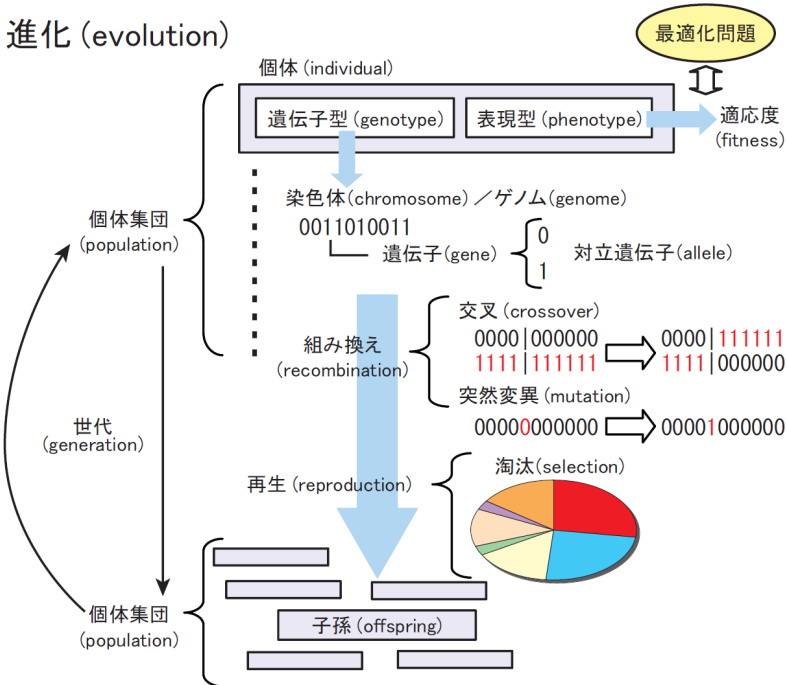 進化 (evolution)
最適化問題
個体 (individual)
遺伝子型 (genotype)
表現型 (phenotype)
適応度
(fitness)
染色体(chromosome) ／ゲノム(genome)
0011010011
遺伝子(gene)
0
1
対立遺伝子(allele)
個体集団
(population)
交叉 (crossover)
0000|000000
1111|111111
0000|111111
1111|000000
組み換え
(recombination)
突然変異 (mutation)
00000000000
00001000000
世代
(generation)
再生 (reproduction)
淘汰(selection)
個体集団
(population)
子孫 (offspring)